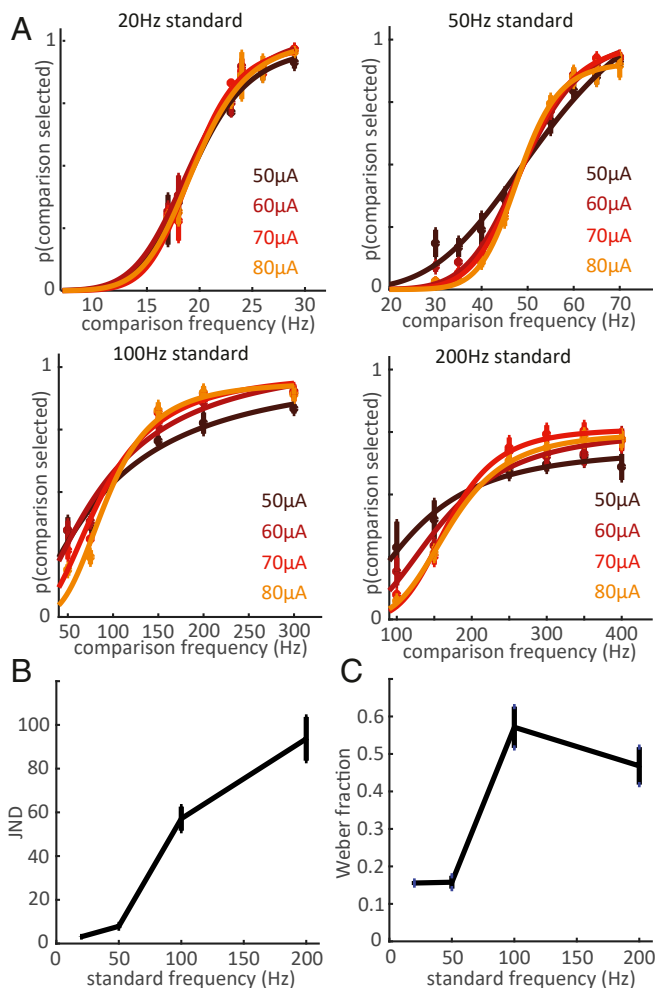 A
20Hz standard
1
p(comparison selected)
0
10 15 20 25 30
comparison frequency (Hz)
50µA
60µA
70µA
80µA
50Hz standard
1
p(comparison selected)
0
20 30 40 50 60 70
comparison frequency (Hz)
50µA
60µA
70µA
80µA
100Hz standard
1
p(comparison selected)
0
50 100 150 200 300
comparison frequency (Hz)
50µA
60µA
70µA
80µA
200Hz standard
1
p(comparison selected)
0
100 150 200 250 300 350 400
comparison frequency (Hz)
50µA
60µA
70µA
80µA
B
100
80
60
40
20
0
JND
0 50 100 150 200
standard frequency (Hz)
C
0.6
0.5
0.4
0.3
0.2
0.1
0
Weber fraction
0 50 100 150 200
standard frequency (Hz)